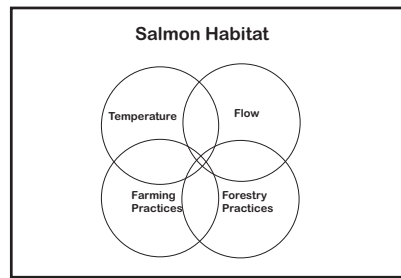 Salmon Habitat
Temperature
Flow
Farming
Practices
Forestry
Practices